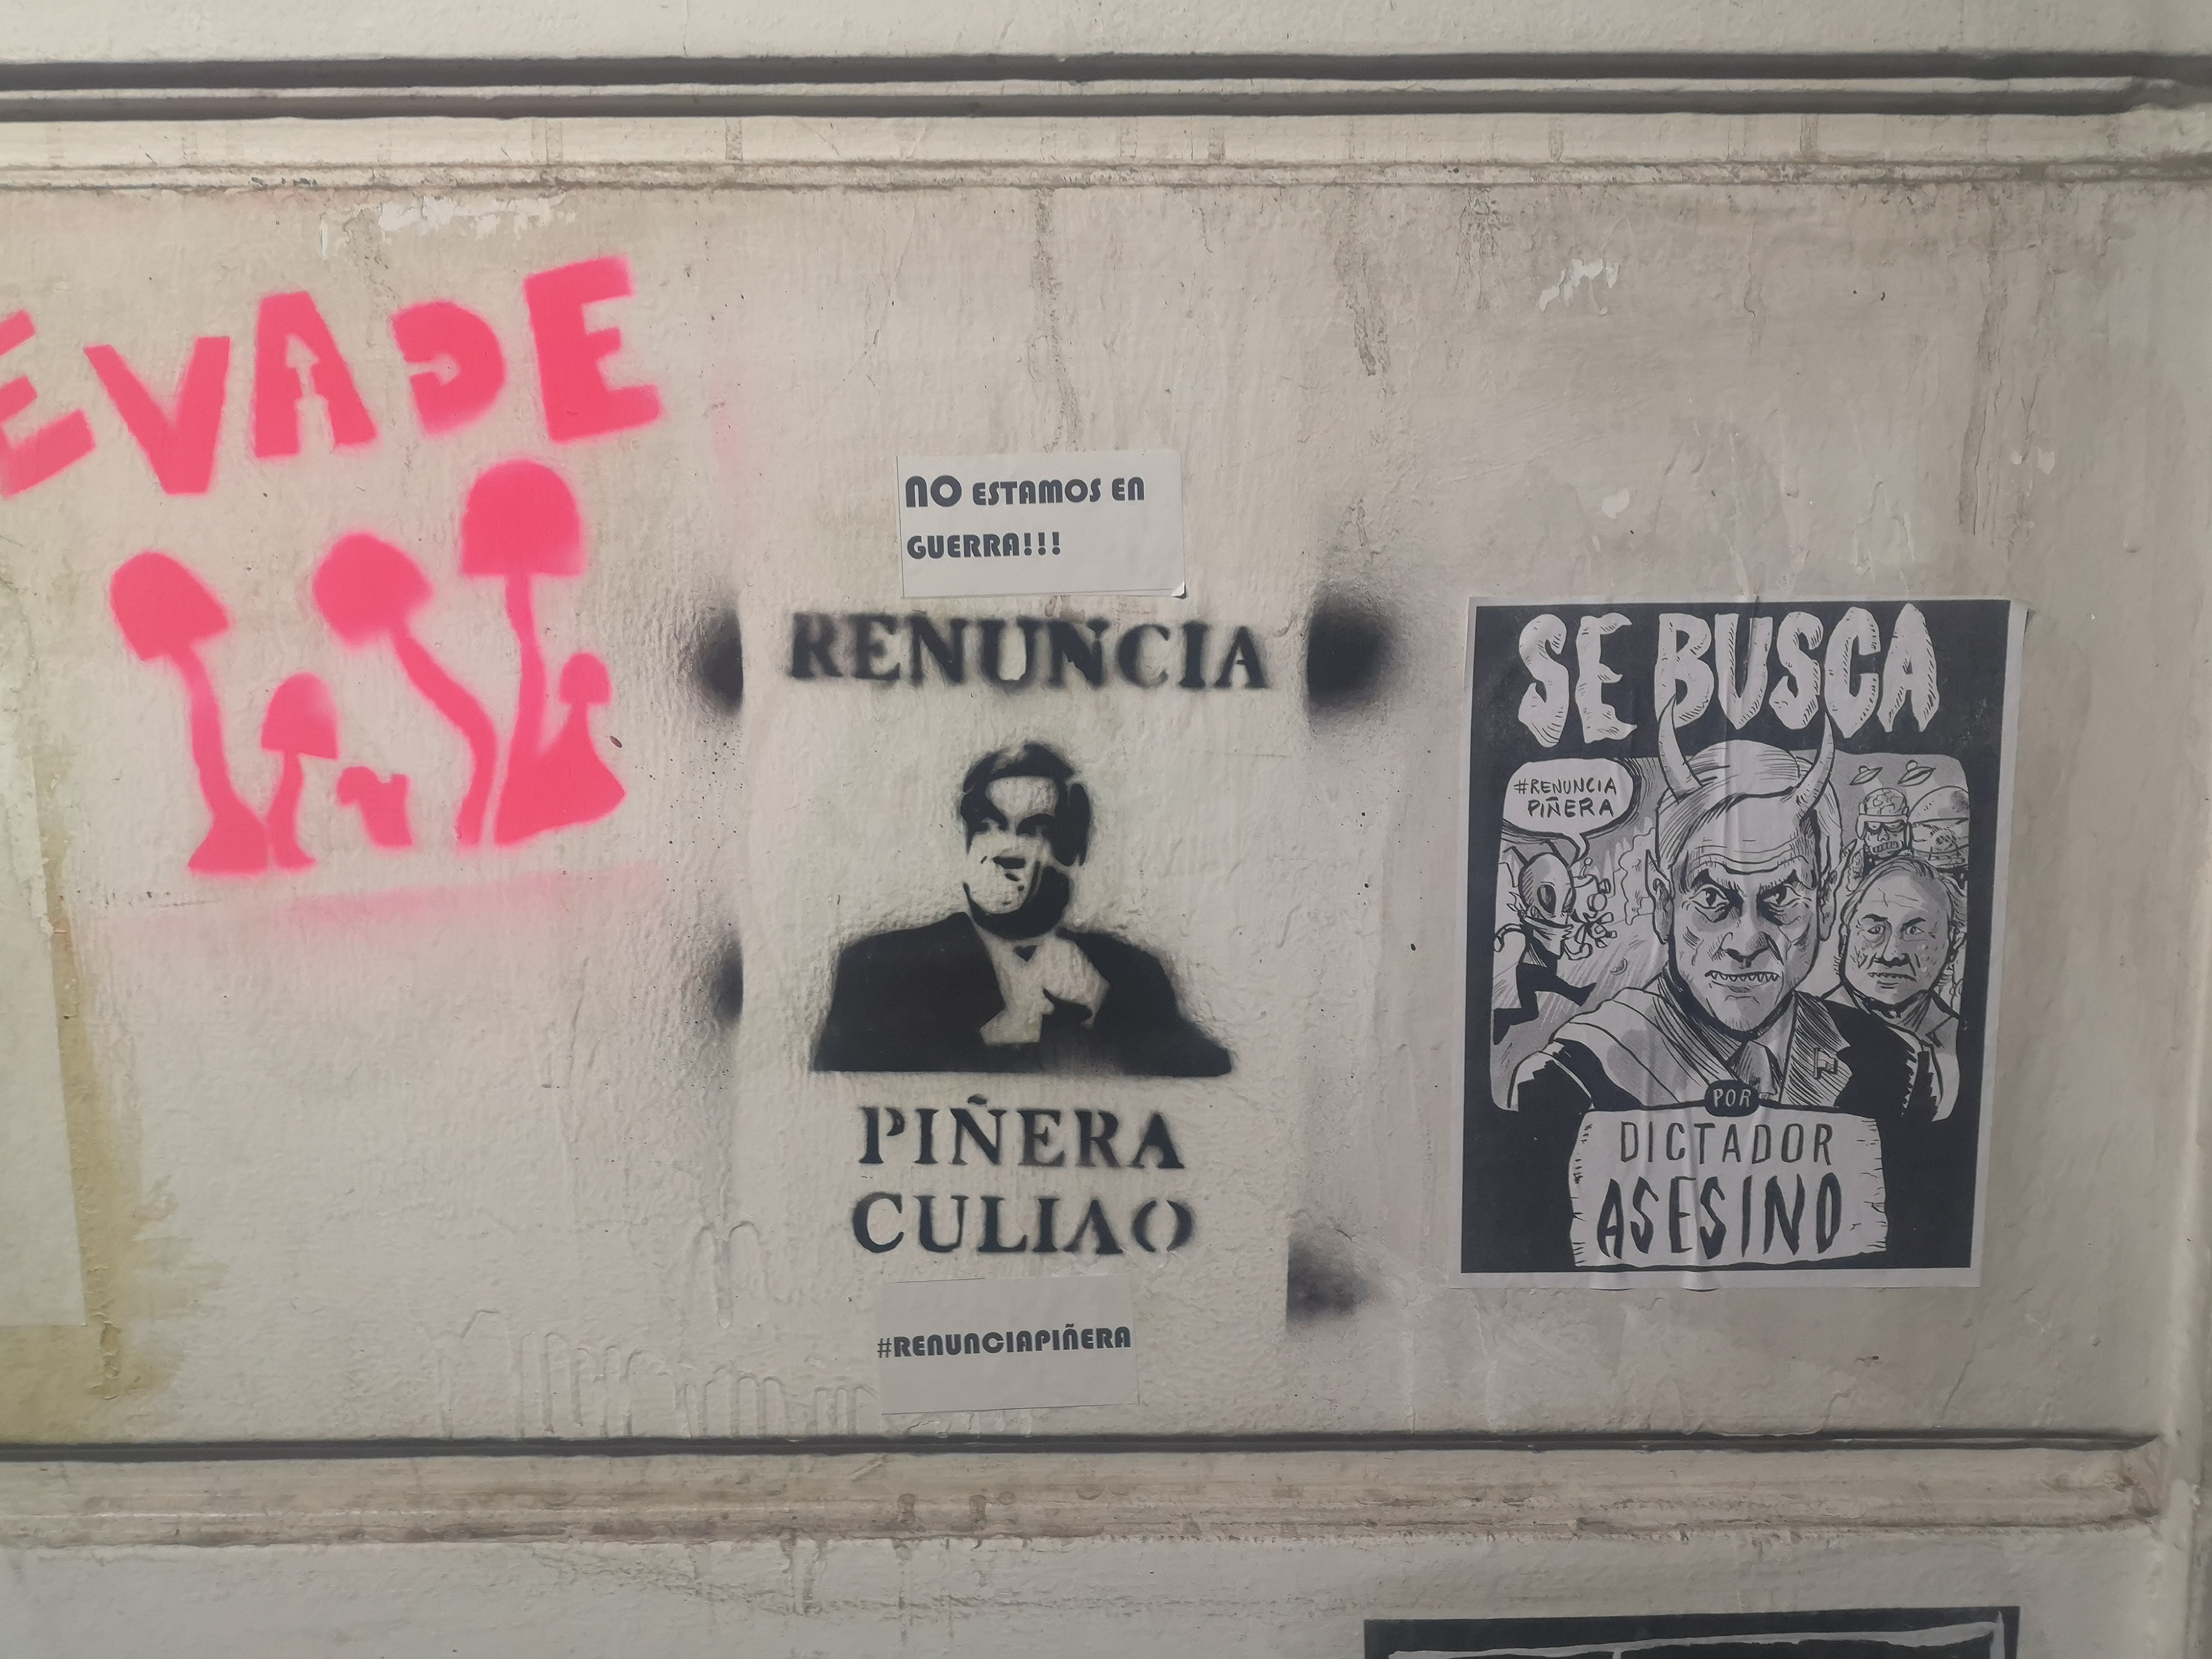 EVADE
NO ESTAMOS EN
GUERRA!!!
RENUNCIA
PIÑERA
CULIAO
#RENUNCIAPIÑERA
SE BUSCA
#RENUNCIA
PIÑERA
POR
DICTADOR
ASESINO